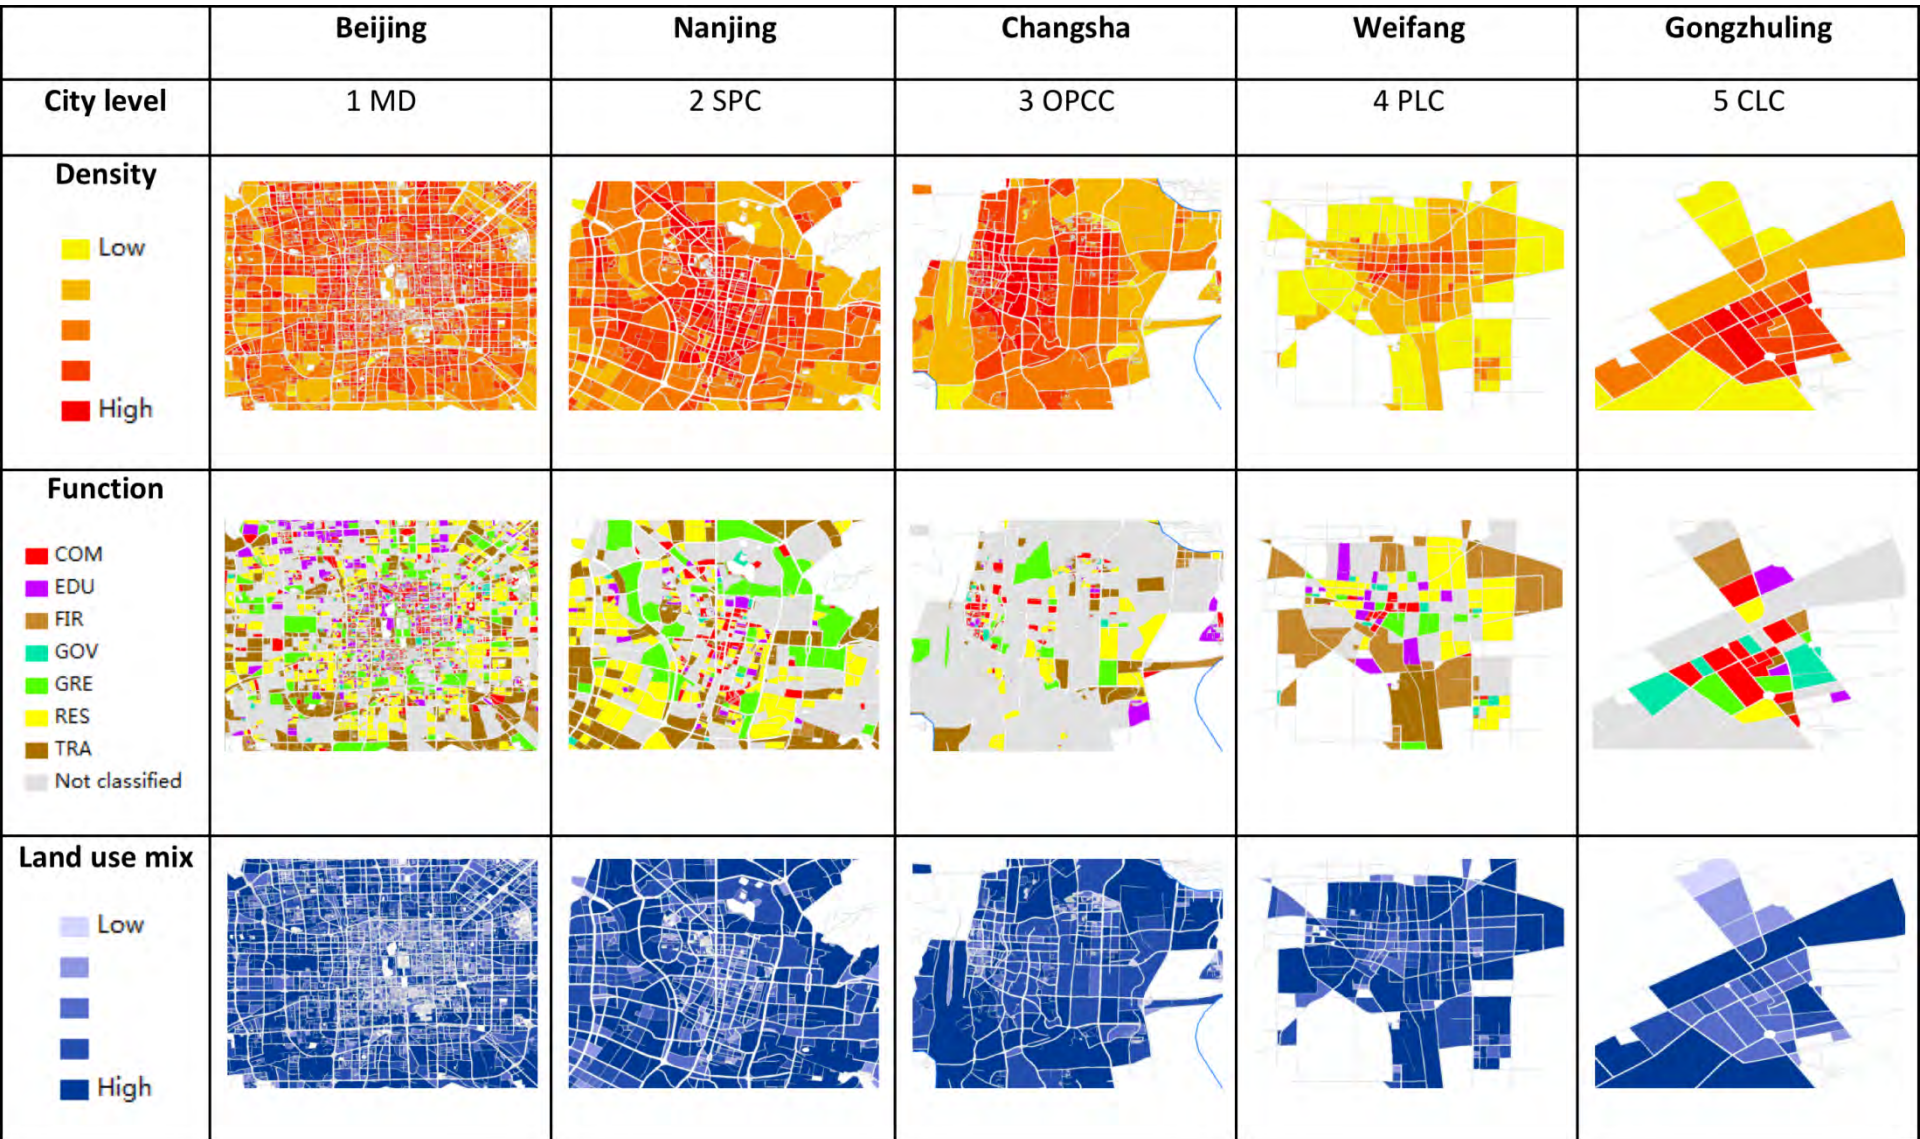 Beijing Nanjing Changsha Weifang Gongzhuling
City level 1 MD 2 SPC 3 OPCC 4 PLC 5 CLC
Density
Low
High
Function
COM
EDU
FIR
GOV
GRE
RES
TRA
Not classified
Land use mix
Low
High